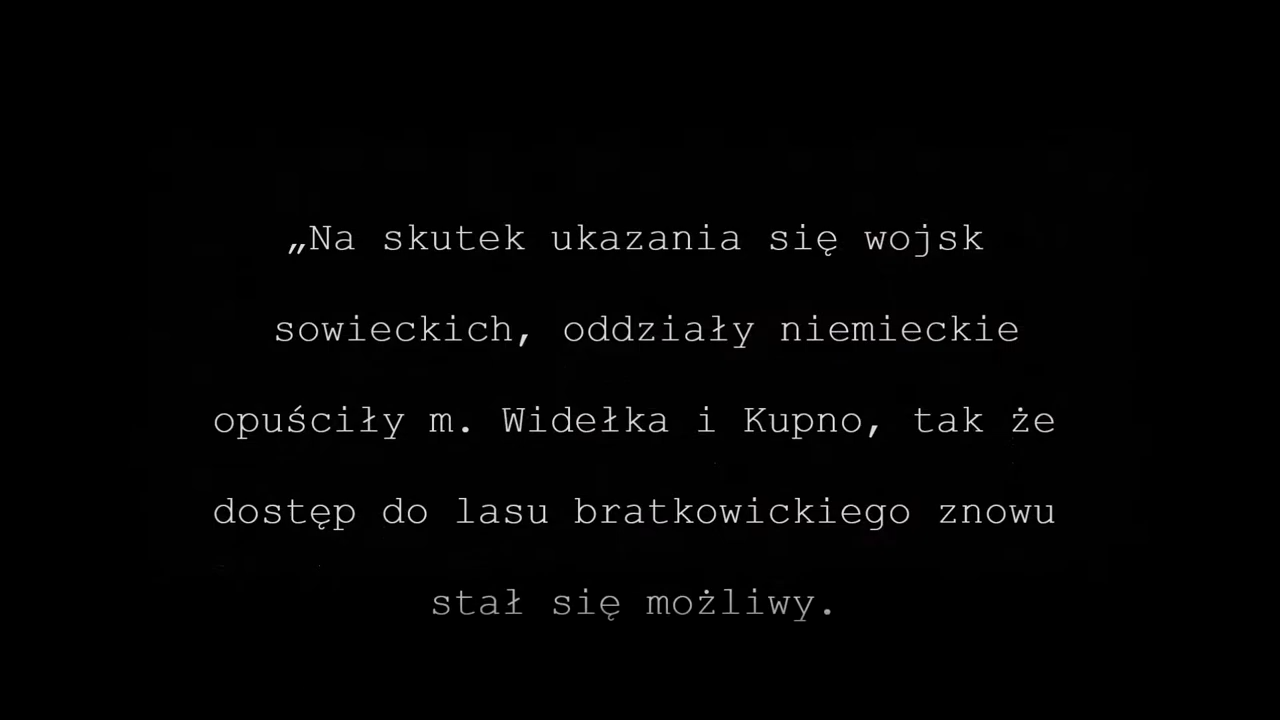 „Na skutek ukazania się wojsk
sowieckich, oddziały niemieckie
opuściły m. Widełka i Kupno, tak że
dostęp do lasu bratkowickiego znowu
stał się możliwy.